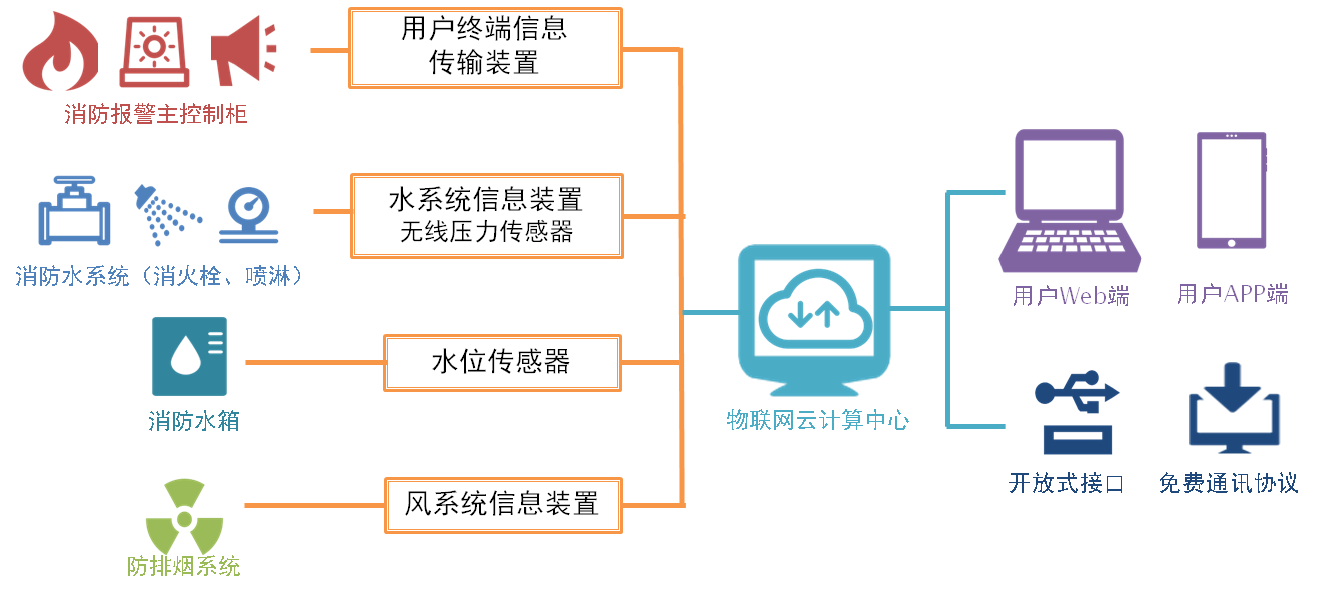 用户终端信息
传输装置
消防报警主控制柜
水系统信息装置
无线压力传感器
消防水系统（消火栓、喷淋）
水位传感器
消防水箱
风系统信息装置
防排烟系统
物联网云计算中心
用户Web端
用户APP端
开放式接口
免费通讯协议